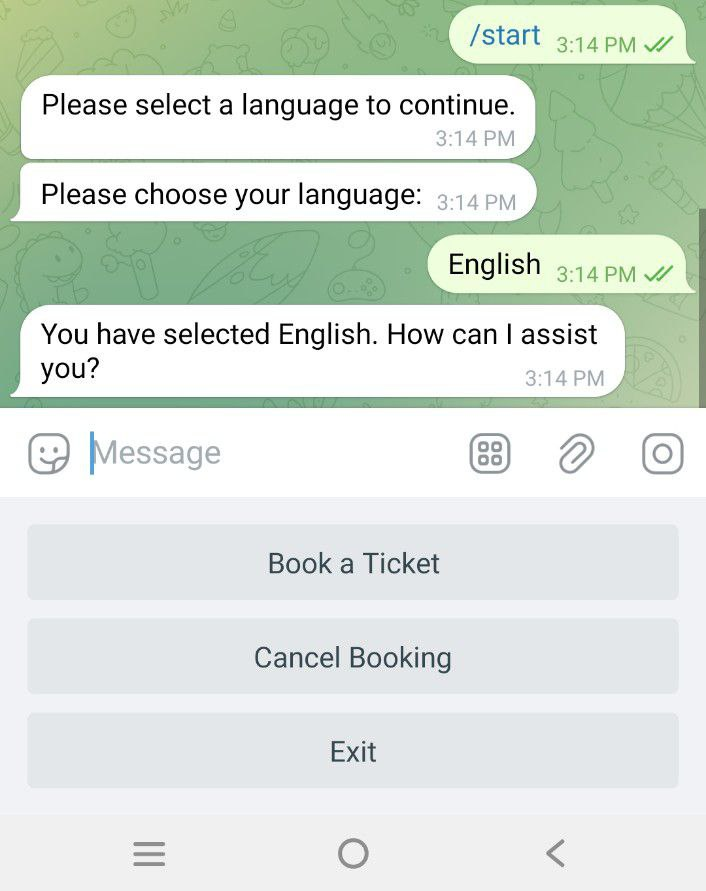 /start 3:14 PM
Please select a language to continue.
3:14 PM
Please choose your language: 3:14 PM
English 3:14 PM
You have selected English. How can I assist
you?
3:14 PM
Message
Book a Ticket
Cancel Booking
Exit